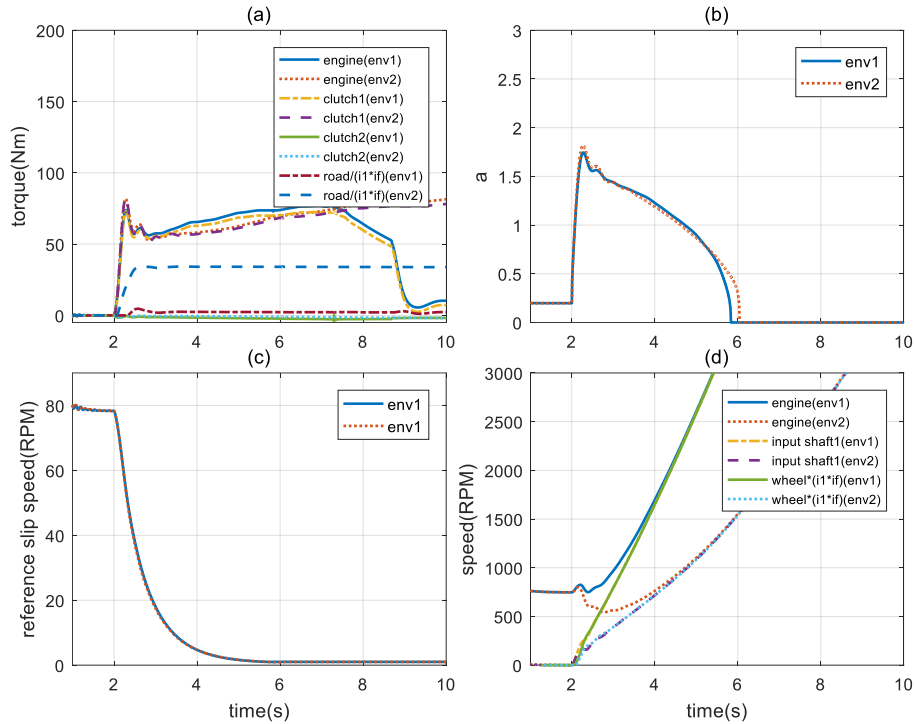 (a)
200
150
100
50
0
torque(Nm)
2
4
6
8
10
engine(env1)
engine(env2)
clutch1(env1)
clutch1(env2)
clutch2(env1)
clutch2(env2)
road/(i1*if)(env1)
road/(i1*if)(env2)
(b)
3
2.5
2
1.5
1
0.5
0
a
2
4
6
8
10
env1
env2
(c)
80
60
40
20
0
reference slip speed(RPM)
2
4
6
8
10
time(s)
env1
env1
(d)
3000
2500
2000
1500
1000
500
0
speed(RPM)
2
4
6
8
10
time(s)
engine(env1)
engine(env2)
input shaft1(env1)
input shaft1(env2)
wheel*(i1*if)(env1)
wheel*(i1*if)(env2)